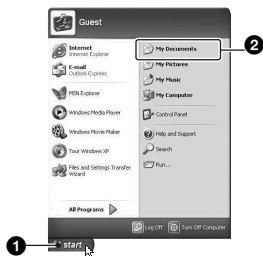 Guest
Internet
Internet Explorer
E-mail
Outlook Express
MSN Explorer
Windows Media Player
Windows Movie Maker
Tour Windows XP
Files and Settings Transfer
Wizard
All Programs
My Documents
My Pictures
My Music
My Computer
Control Panel
Help and Support
Search
Run...
Log Off
Turn Off Computer
start
1
2